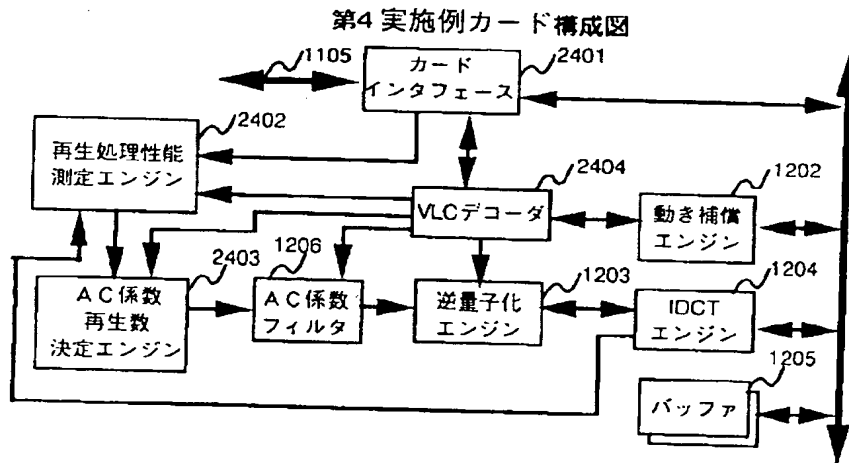 第4 実施例カード構成図
1105
カード
インタフェース
2401
2402
再生処理性能
測定エンジン
2404
VLCデコーダ
1202
動き補償
エンジン
2403
AC係数
再生数
決定エンジン
1206
AC係数
フィルタ
1203
逆量子化
エンジン
1204
IDCT
エンジン
1205
バッファ